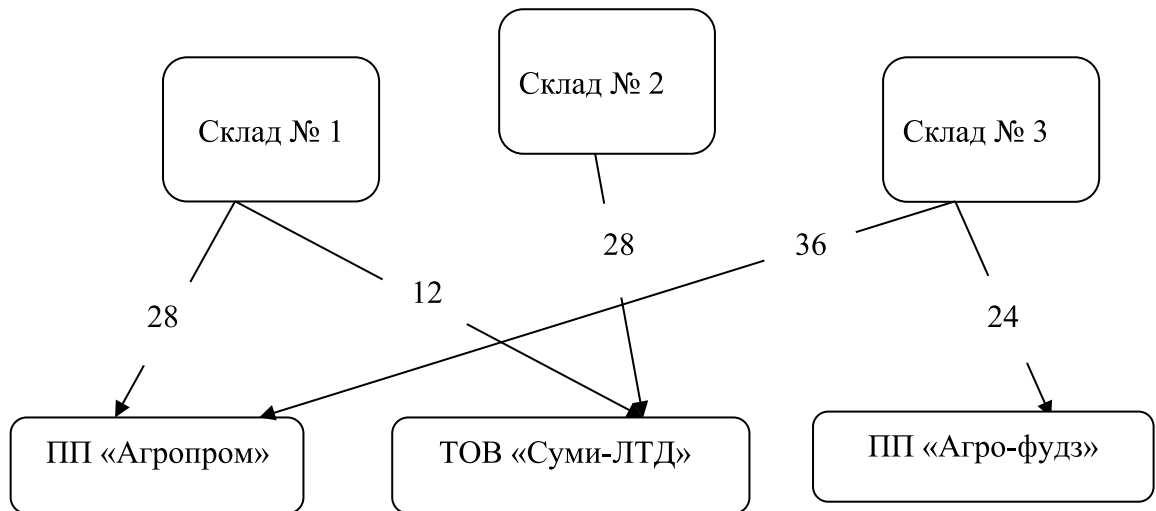 Склад № 1
Склад № 2
Склад № 3
28
12
28
36
24
ПП «Агропром»
ТОВ «Суми-ЛТД»
ПП «Агро-фудз»